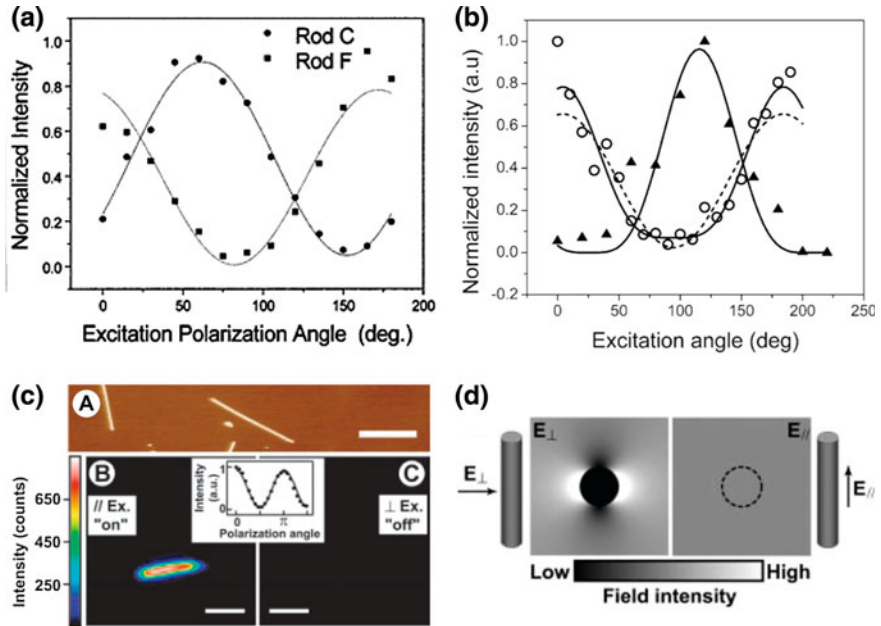 (a)
Rod C
Rod F
1.0
0.8
0.6
0.4
0.2
0.0
Normalized Intensity
0 50 100 150 200
Excitation Polarization Angle (deg.)
(b)
1.0
0.8
0.6
0.4
0.2
0.0
-0.2
Normalized intensity (a.u)
0 50 100 150 200 250
Excitation angle (deg)
(c)
A
B
// Ex.
"on"
C
⊥ Ex.
"off"
Intensity
(a.u.)
1
0
0 π
Polarization angle
850
650
450
250
Intensity (counts)
(d)
E⊥
E⊥
E//
E//
Low High
Field intensity